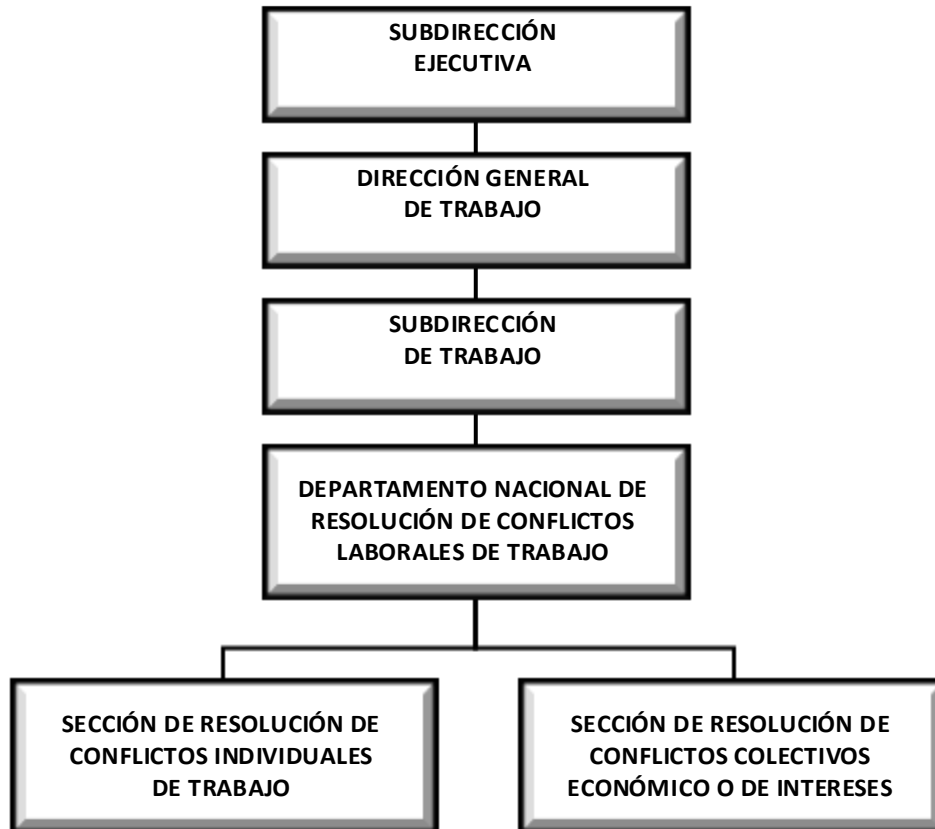 SUBDIRECCIÓN
EJECUTIVA
DIRECCIÓN GENERAL
DE TRABAJO
SUBDIRECCIÓN
DE TRABAJO
DEPARTAMENTO NACIONAL DE
RESOLUCIÓN DE CONFLICTOS
LABORALES DE TRABAJO
SECCIÓN DE RESOLUCIÓN DE
CONFLICTOS INDIVIDUALES
DE TRABAJO
SECCIÓN DE RESOLUCIÓN DE
CONFLICTOS COLECTIVOS
ECONÓMICO O DE INTERESES